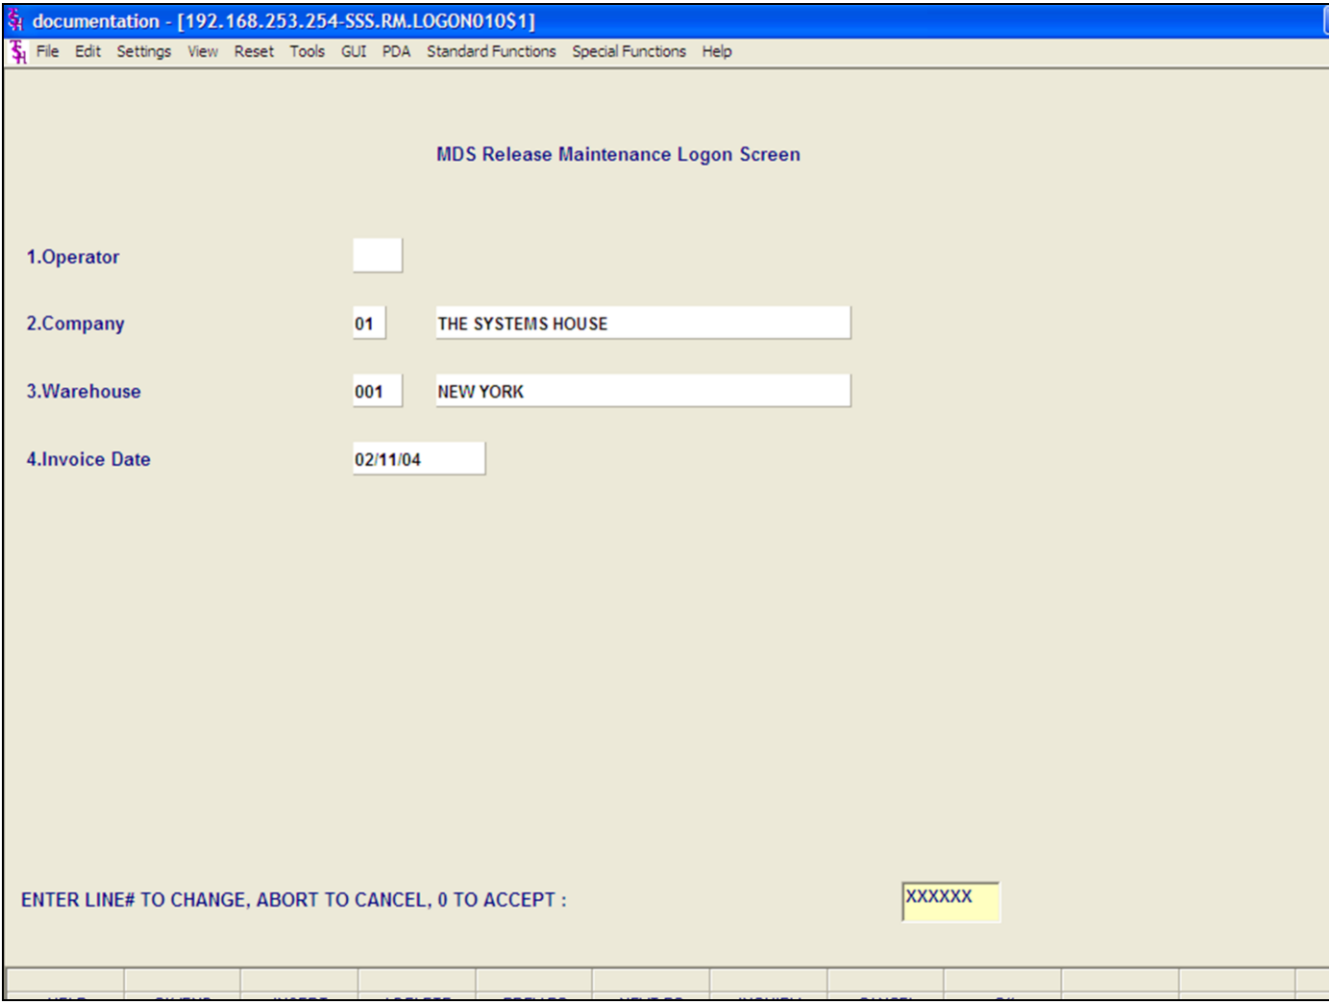 documentation - [192.168.253.254-SSS.RM.LOGON010$1]
File Edit Settings View Reset Tools GUI PDA Standard Functions Special Functions Help
MDS Release Maintenance Logon Screen
1.Operator
2.Company 01 THE SYSTEMS HOUSE
3.Warehouse 001 NEW YORK
4.Invoice Date 02/11/04
ENTER LINE# TO CHANGE, ABORT TO CANCEL, 0 TO ACCEPT : XXXXXX